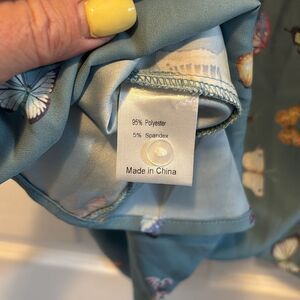 95% Polyester
5% Spandex
Made in China